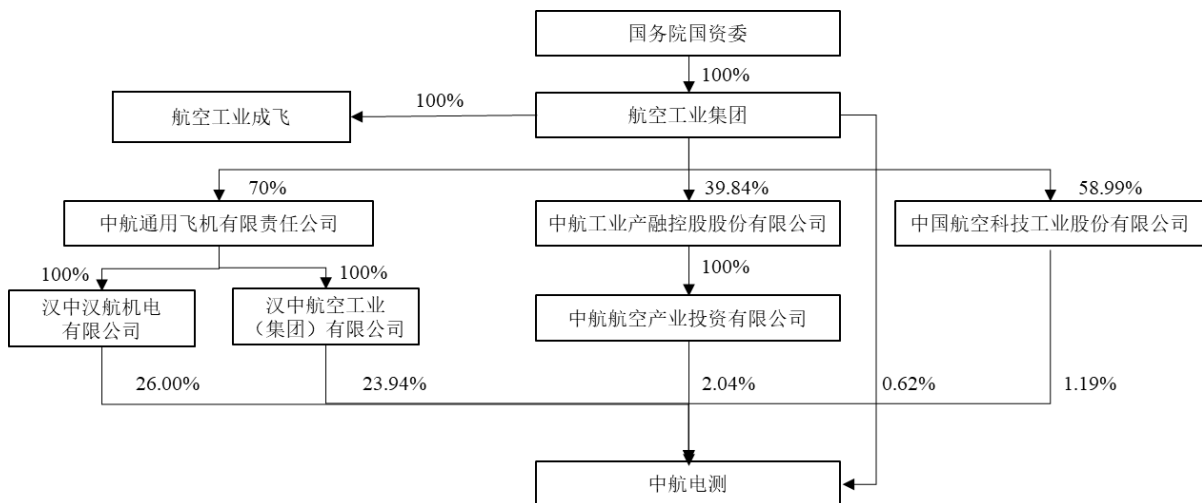 国务院国资委
100%
航空工业成飞
100%
航空工业集团
70%
39.84%
58.99%
中航通用飞机有限责任公司
中航工业产融控股股份有限公司
中国航空科技工业股份有限公司
100%
100%
100%
汉中汉航机电
有限公司
汉中航空工业
（集团）有限公司
中航航空产业投资有限公司
26.00%
23.94%
2.04%
0.62%
1.19%
中航电测